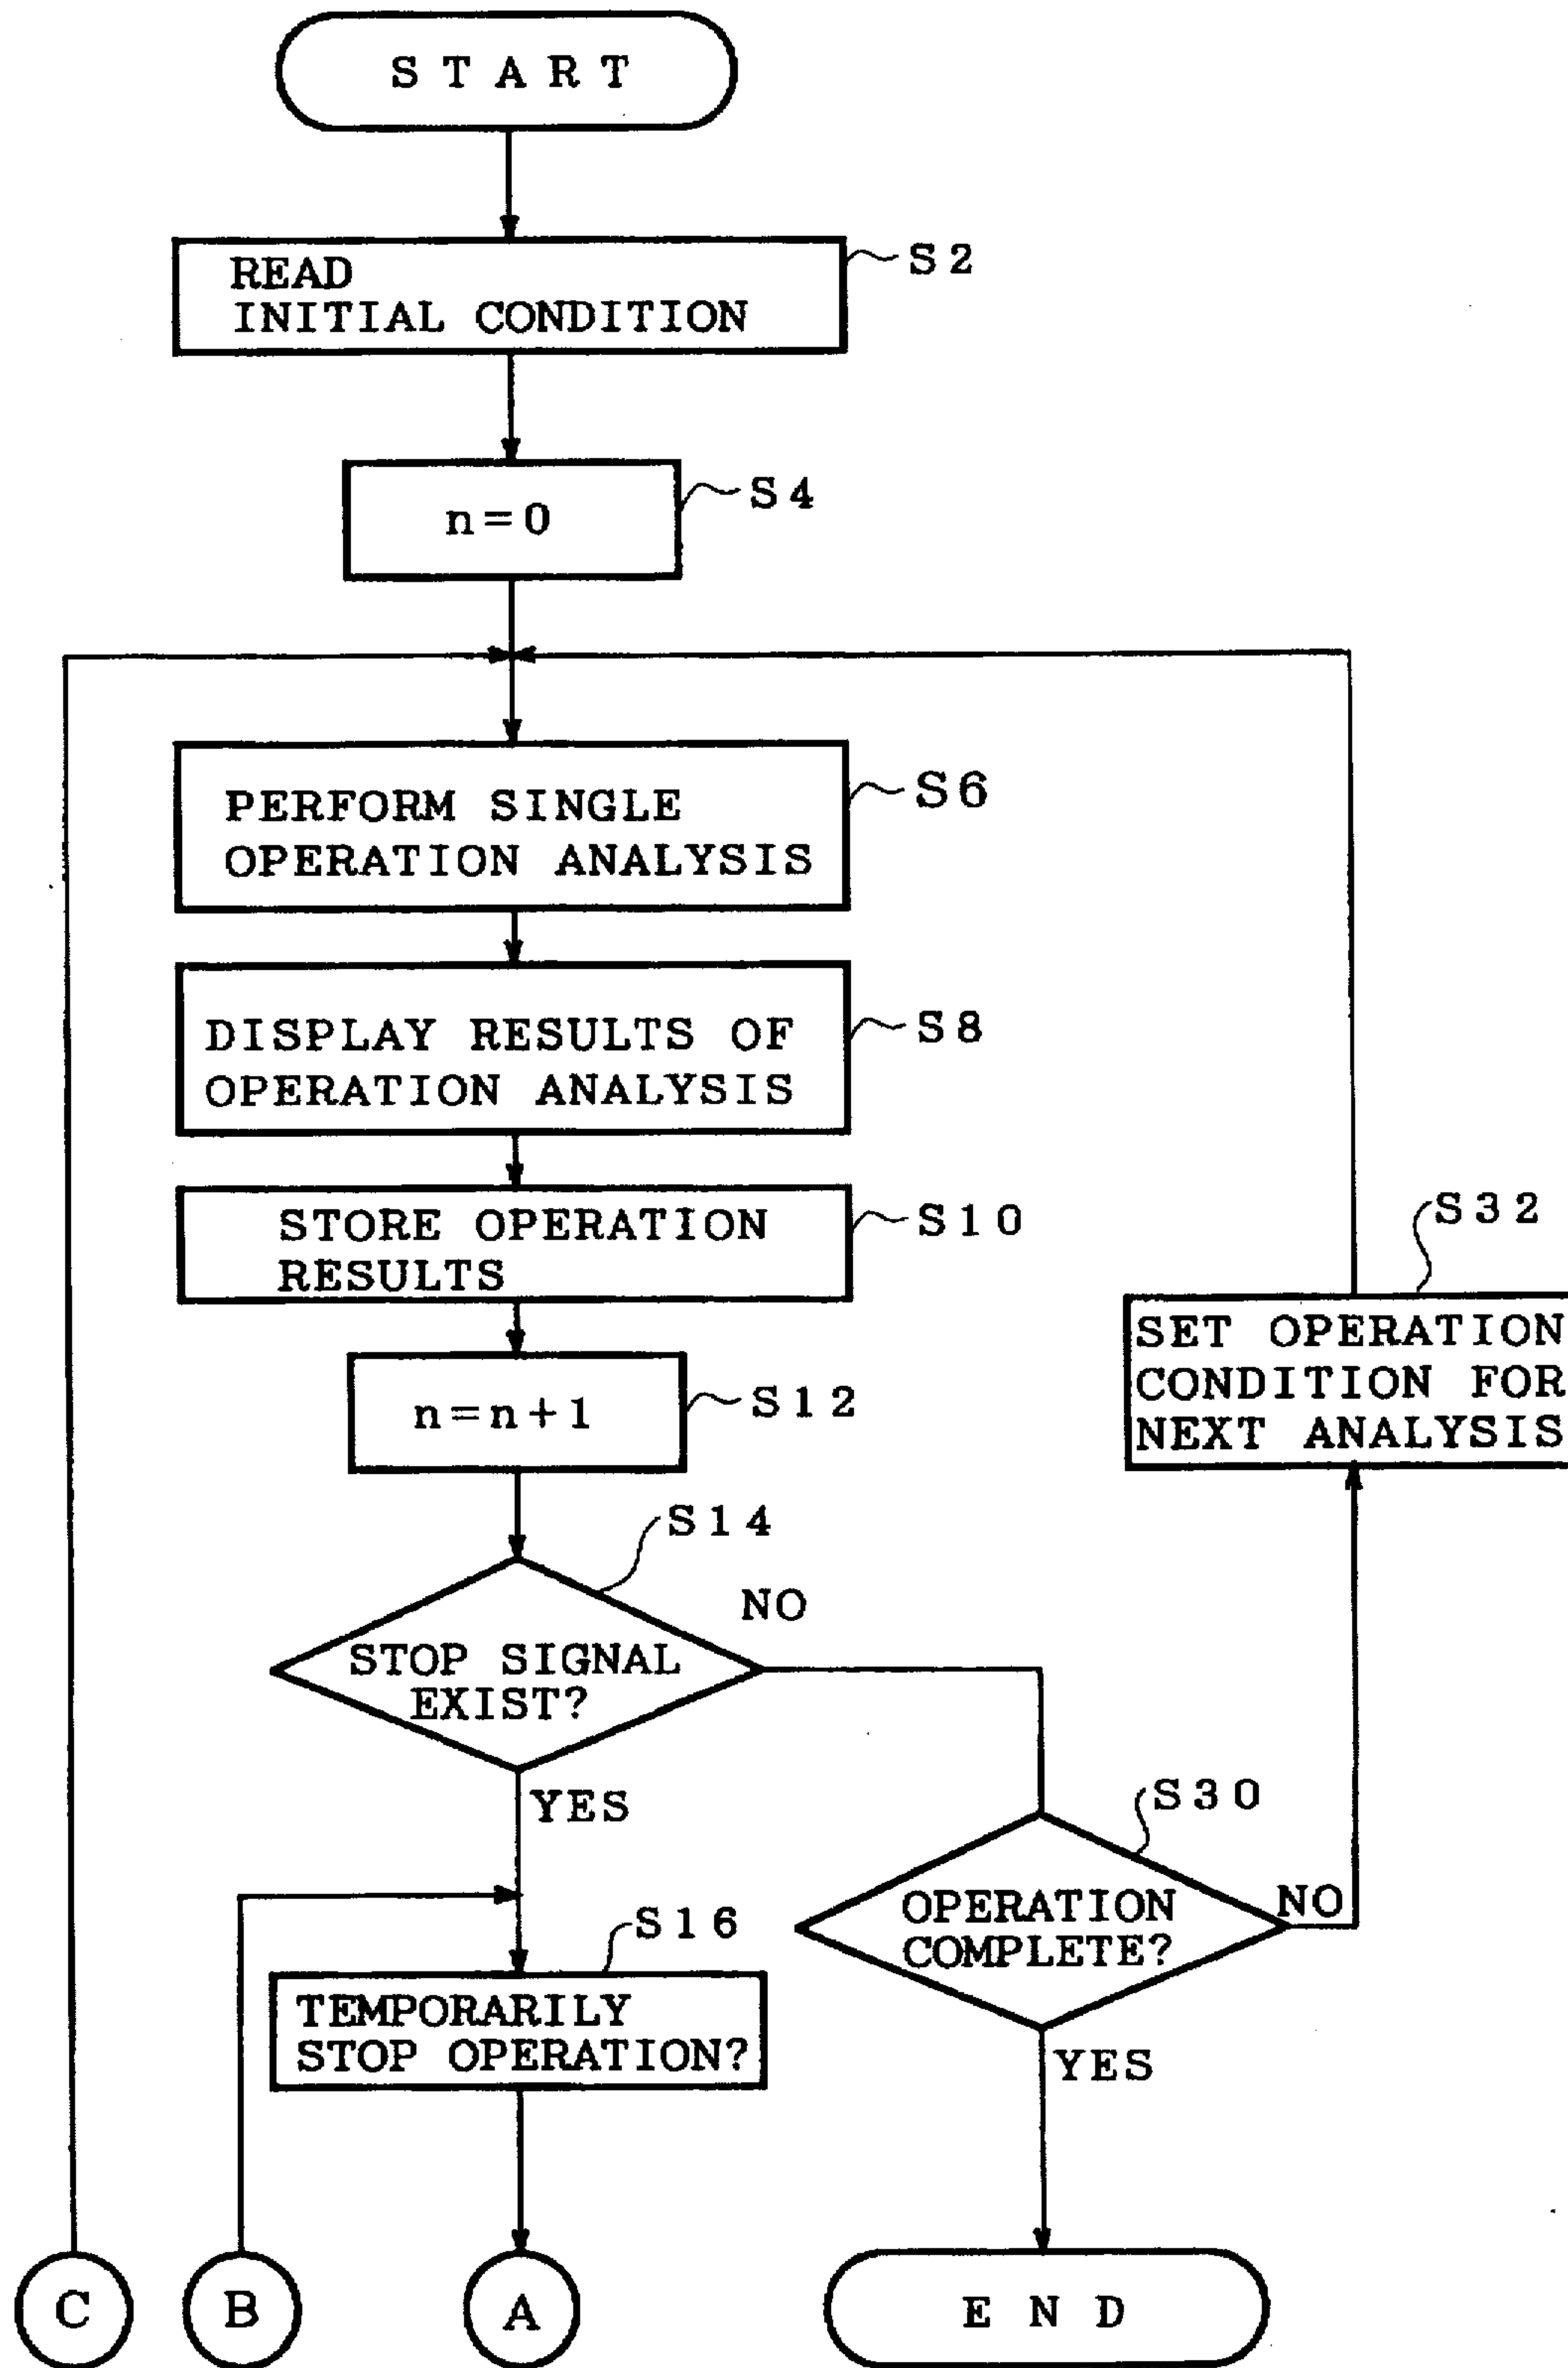 START
READ
INITIAL CONDITION
S2
n=0
S4
PERFORM SINGLE
OPERATION ANALYSIS
S6
DISPLAY RESULTS OF
OPERATION ANALYSIS
S8
STORE OPERATION
RESULTS
S10
S32
SET OPERATION
CONDITION FOR
NEXT ANALYSIS
n=n+1
S12
S14
NO
STOP SIGNAL
EXIST?
YES
S30
OPERATION
COMPLETE?
NO
S16
TEMPORARILY
STOP OPERATION?
YES
C
B
A
END